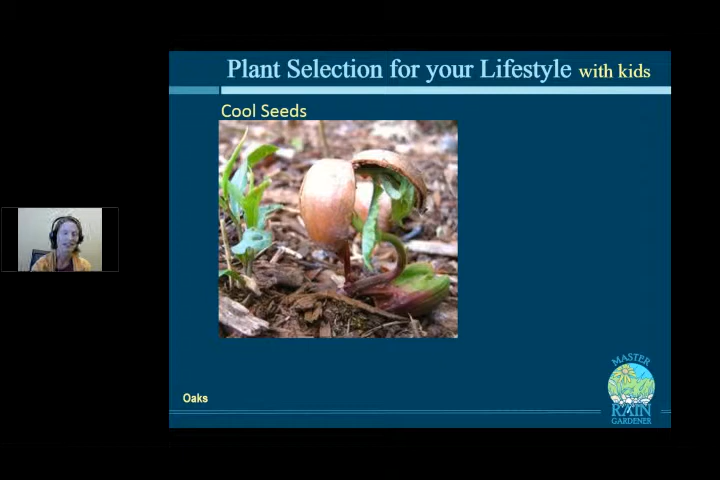 Plant Selection for your Lifestyle with kids
Cool Seeds
Oaks
MASTER
RAIN
GARDENER